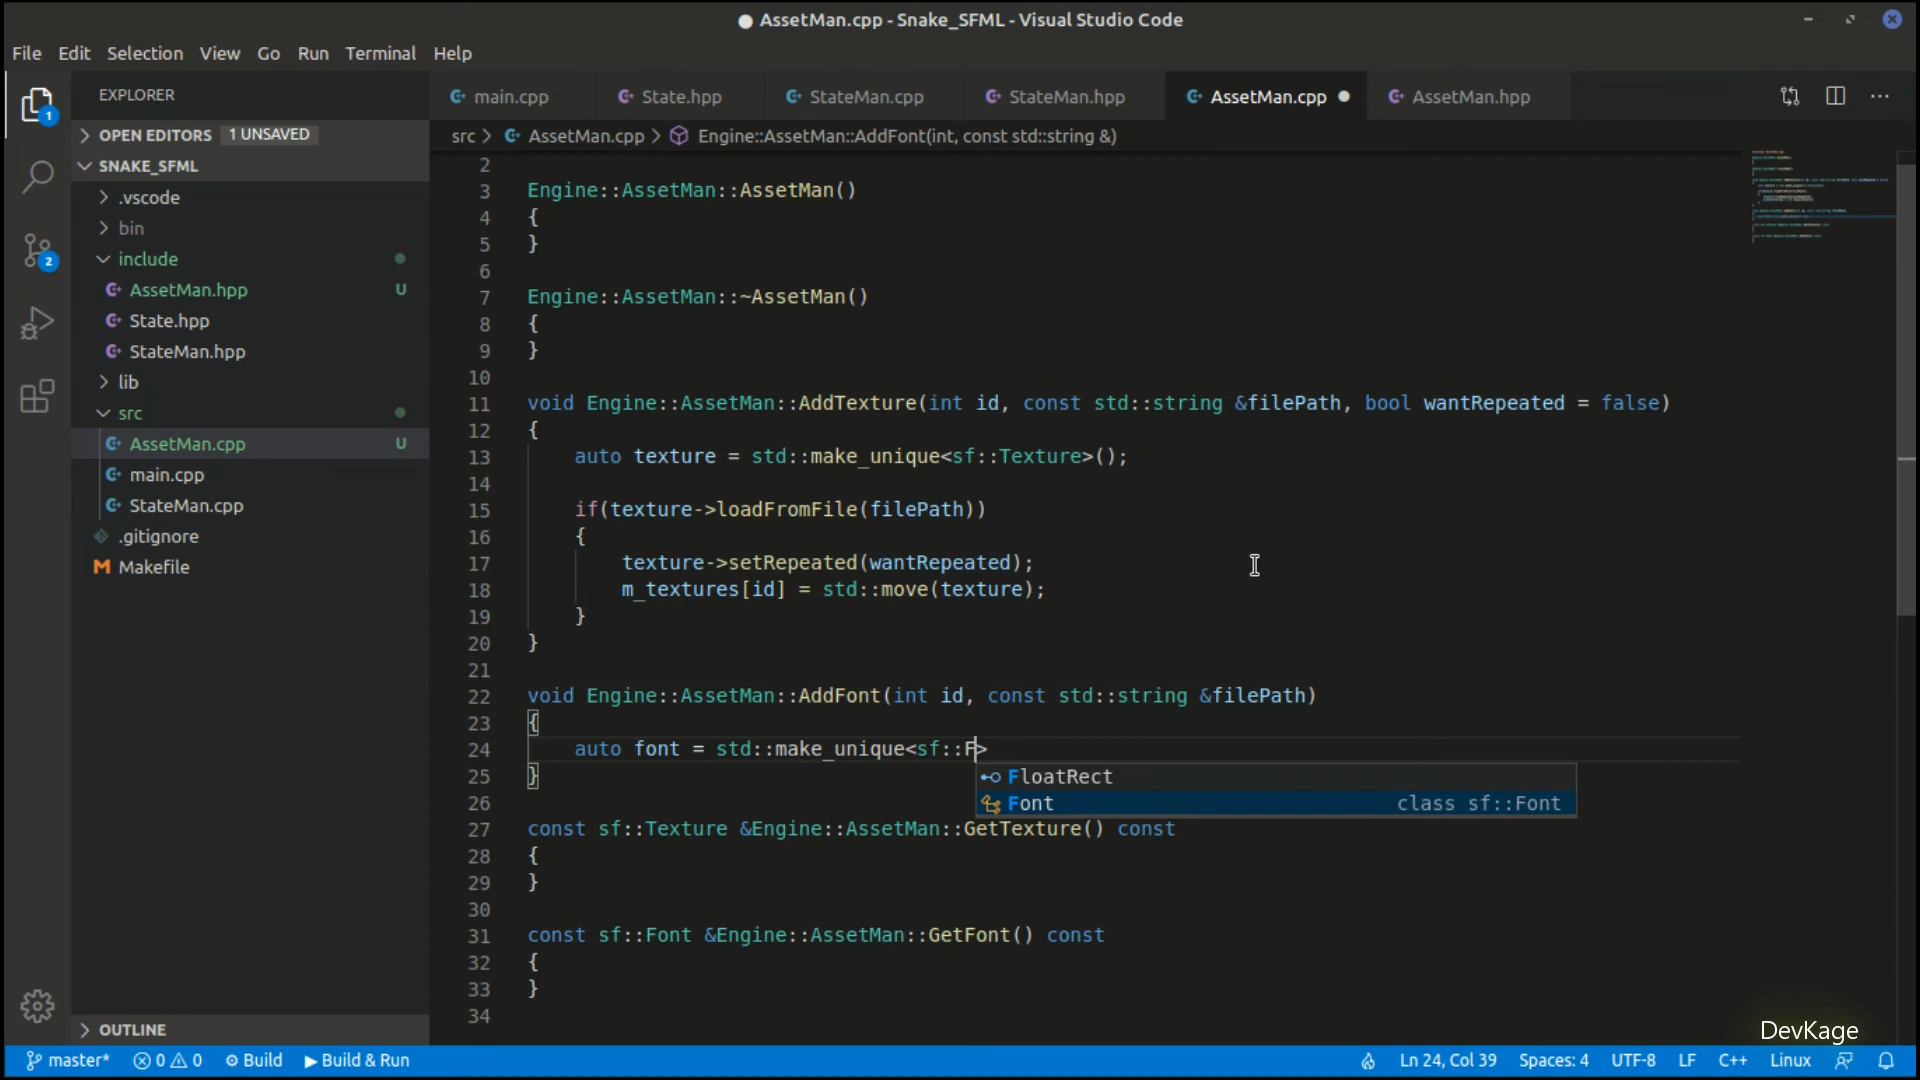 AssetMan.cpp - Snake_SFML - Visual Studio Code
File Edit Selection View Go Run Terminal Help
EXPLORER
OPEN EDITORS 1 UNSAVED
SNAKE_SFML
.vscode
bin
include
AssetMan.hpp U
State.hpp
StateMan.hpp
lib
src
AssetMan.cpp U
main.cpp
StateMan.cpp
.gitignore
M Makefile
OUTLINE
1
2
main.cpp State.hpp StateMan.cpp StateMan.hpp AssetMan.cpp AssetMan.hpp
src > AssetMan.cpp > Engine::AssetMan::AddFont(int, const std::string &)
2
3 Engine::AssetMan::AssetMan()
4 {
5 }
6
7 Engine::AssetMan::~AssetMan()
8 {
9 }
10
11 void Engine::AssetMan::AddTexture(int id, const std::string &filePath, bool wantRepeated = false)
12 {
13 auto texture = std::make_unique<sf::Texture>();
14
15 if(texture->loadFromFile(filePath))
16 {
17 texture->setRepeated(wantRepeated);
18 m_textures[id] = std::move(texture);
19 }
20 }
21
22 void Engine::AssetMan::AddFont(int id, const std::string &filePath)
23 {
24 auto font = std::make_unique<sf::F>
25 }
FloatRect
Font class sf::Font
26
27 const sf::Texture &Engine::AssetMan::GetTexture() const
28 {
29 }
30
31 const sf::Font &Engine::AssetMan::GetFont() const
32 {
33 }
34
DevKage
master* 0 0 Build Build & Run Ln 24, Col 39 Spaces: 4 UTF-8 LF C++ Linux